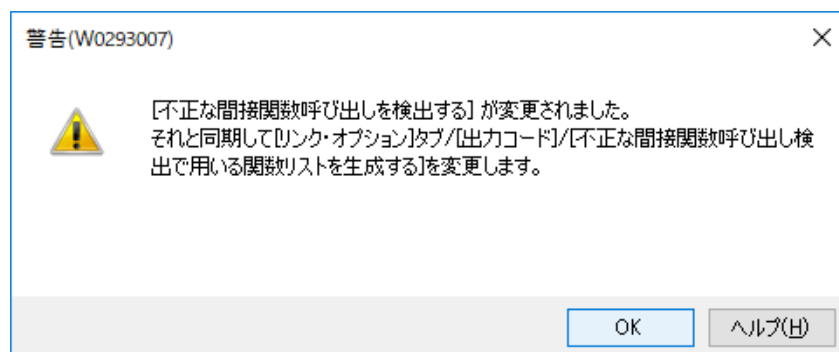 警告(W0293007)
[不正な間接関数呼び出しを検出する] が変更されました。
それと同期して[リンク・オプション]タブ/[出力コード]/[不正な間接関数呼び出し検
出で用いる関数リストを生成する]を変更します。
OK
ヘルプ(H)